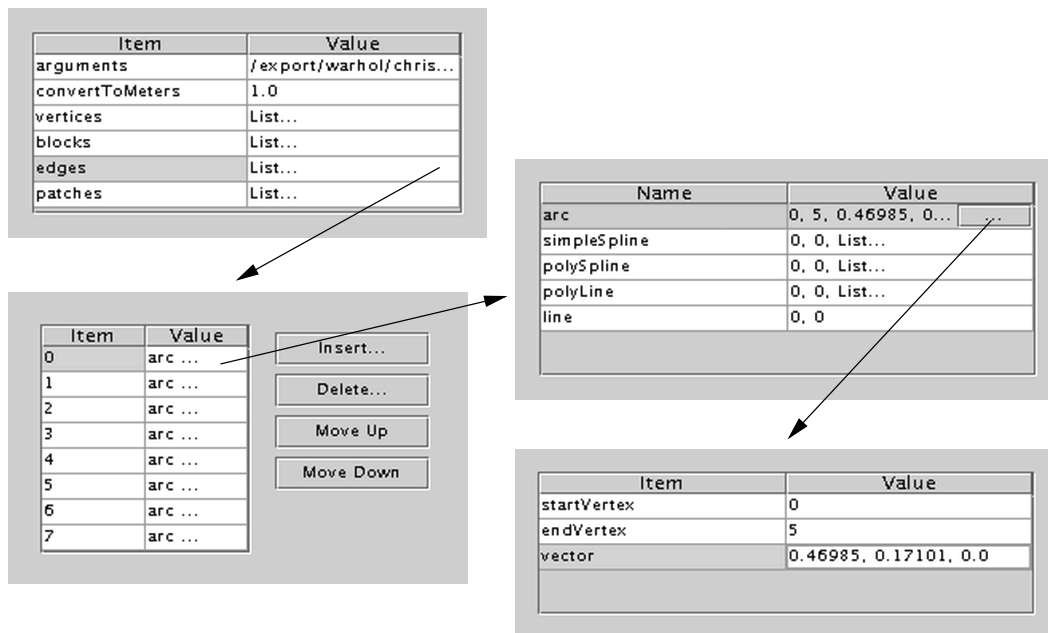 Item Value
arguments /export/warhol/chris...
convertToMeters 1.0
vertices List...
blocks List...
edges List...
patches List...
Name Value
arc 0, 5, 0.46985, 0... ...
simpleSpline 0, 0, List...
polySpline 0, 0, List...
polyLine 0, 0, List...
line 0, 0
Item Value
0 arc ...
1 arc ...
2 arc ...
3 arc ...
4 arc ...
5 arc ...
6 arc ...
7 arc ...
Insert...
Delete...
Move Up
Move Down
Item Value
startVertex 0
endVertex 5
vector 0.46985, 0.17101, 0.0